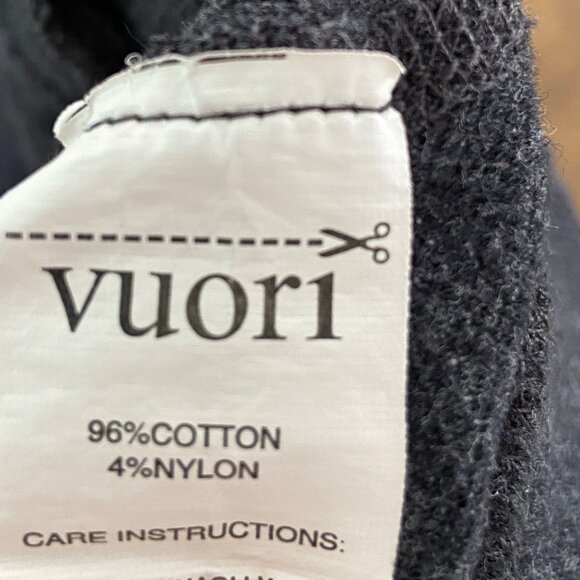 vuori
96%COTTON
4%NYLON
CARE INSTRUCTIONS: